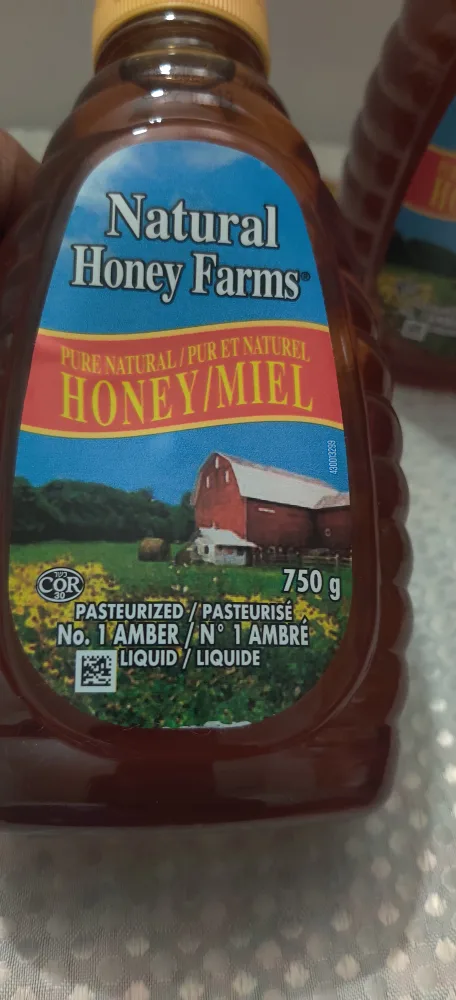 Natural
Honey Farms®
PURE NATURAL / PUR ET NATUREL
HONEY/MIEL
כשר
COR
30
750 g
PASTEURIZED / PASTEURISÉ
No. 1 AMBER / N° 1 AMBRÉ
LIQUID / LIQUIDE